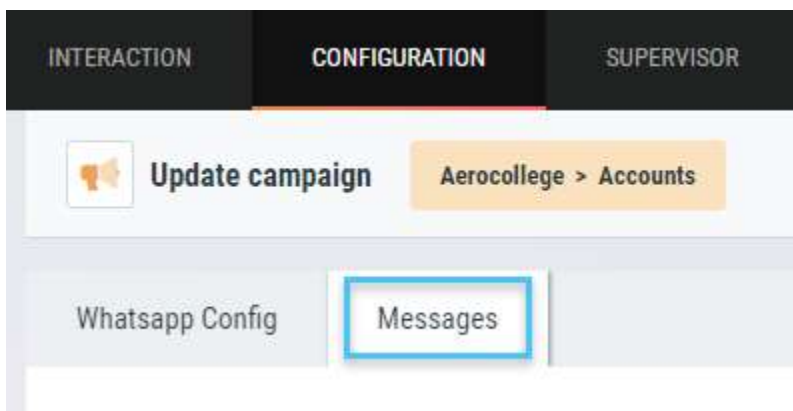 INTERACTION CONFIGURATION SUPERVISOR
Update campaign Aerocollege > Accounts
Whatsapp Config Messages